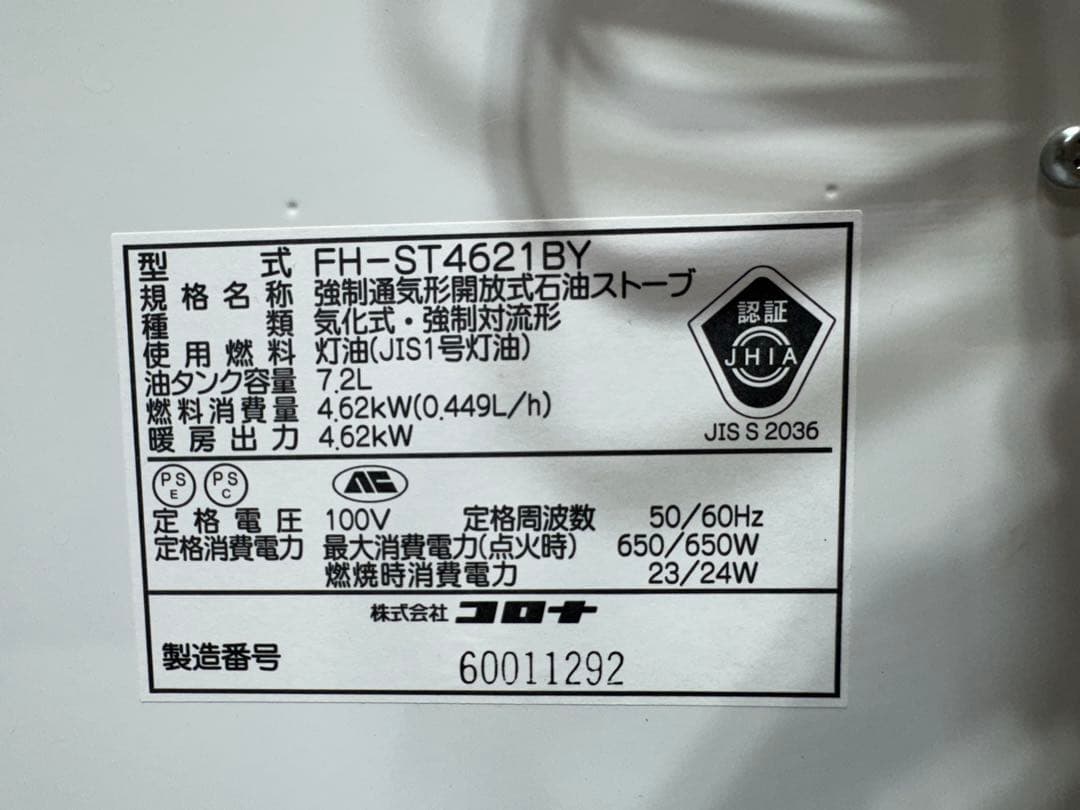 型式 FH-ST4621BY
規格名称 強制通気形開放式石油ストーブ
種類 気化式・強制対流形
使用燃料 灯油(JIS1号灯油)
油タンク容量 7.2L
燃料消費量 4.62kW(0.449L/h)
暖房出力 4.62kW
認証
JHIA
JIS S 2036
PS E PS C
定格電圧 100V 定格周波数 50/60Hz
定格消費電力 最大消費電力(点火時) 650/650W
燃焼時消費電力 23/24W
株式会社 コロナ
製造番号 60011292